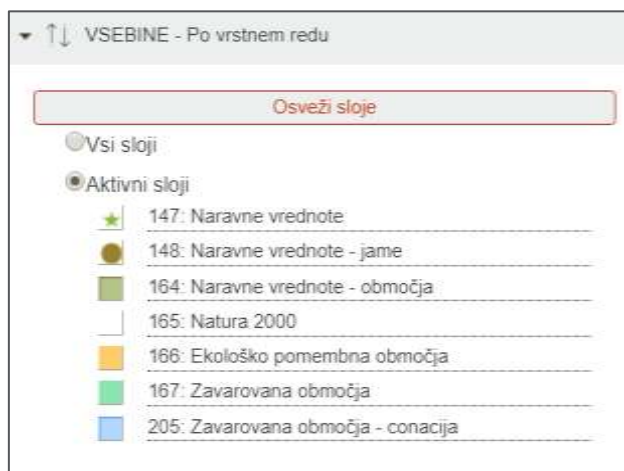 VSEBINE - Po vrstnem redu
Osveži sloje
Vsi sloji
Aktivni sloji
147: Naravne vrednote
148: Naravne vrednote - jame
164: Naravne vrednote - območja
165: Natura 2000
166: Ekološko pomembna območja
167: Zavarovana območja
205: Zavarovana območja - conacija